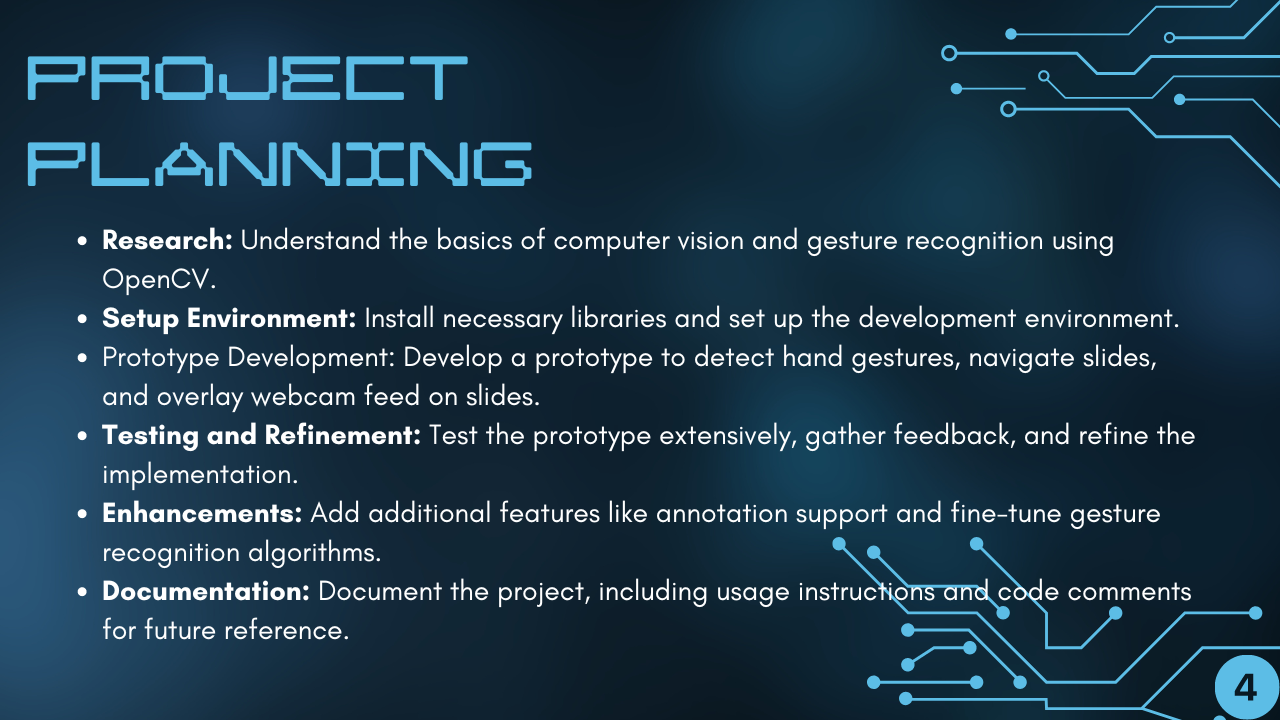 PROJECT
PLANNING
• Research: Understand the basics of computer vision and gesture recognition using
OpenCV.
• Setup Environment: Install necessary libraries and set up the development environment.
• Prototype Development: Develop a prototype to detect hand gestures, navigate slides,
and overlay webcam feed on slides.
• Testing and Refinement: Test the prototype extensively, gather feedback, and refine the
implementation.
• Enhancements: Add additional features like annotation support and fine-tune gesture
recognition algorithms.
• Documentation: Document the project, including usage instructions and code comments
for future reference.
4